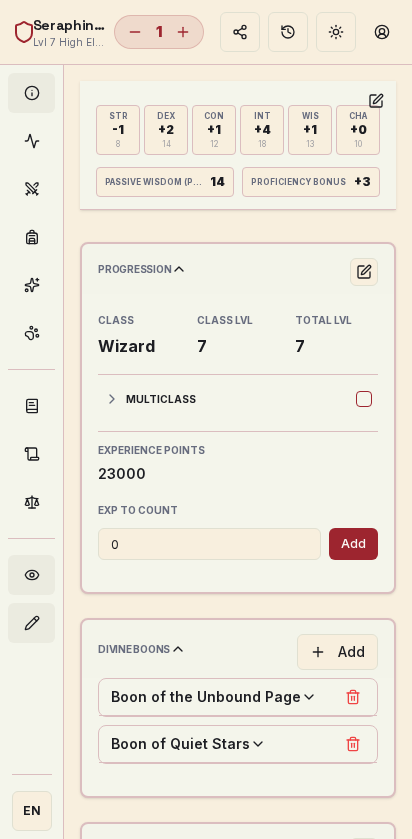 Seraphin...
Lvl 7 High El...
1
STR DEX CON INT WIS CHA
-1 +2 +1 +4 +1 +0
8 14 12 18 13 10
PASSIVE WISDOM (P... 14 PROFICIENCY BONUS +3
PROGRESSION
CLASS CLASS LVL TOTAL LVL
Wizard 7 7
MULTICLASS
EXPERIENCE POINTS
23000
EXP TO COUNT
0 Add
DIVINE BOONS Add
Boon of the Unbound Page
Boon of Quiet Stars
EN